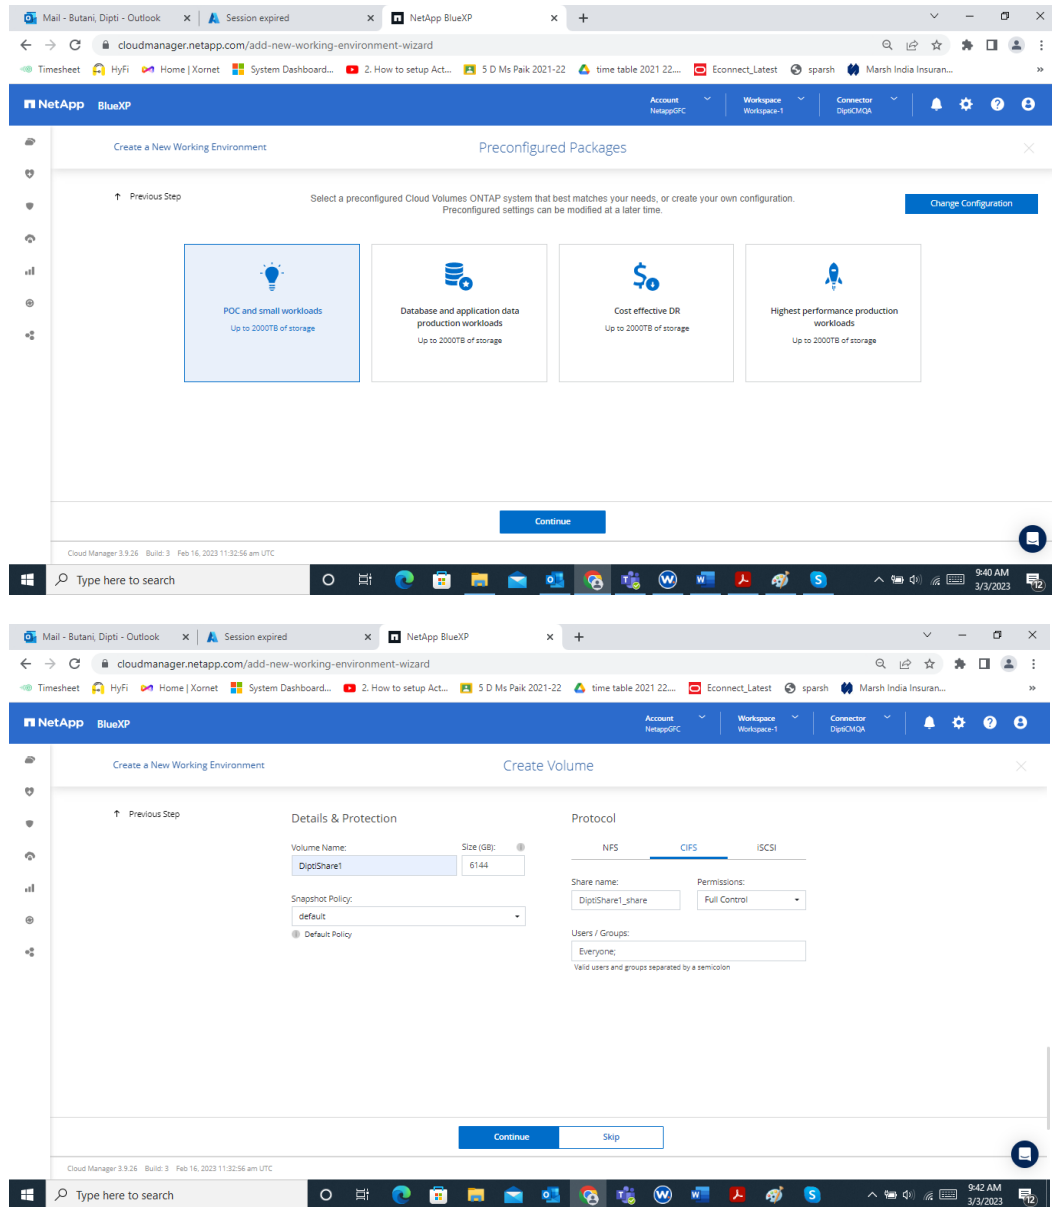 Mail - Butani, Dipti - Outlook
Session expired
NetApp BlueXP
cloudmanager.netapp.com/add-new-working-environment-wizard
Timesheet HyFi Home | Xornet System Dashboard... 2. How to setup Act... 5 D Ms Paik 2021-22 time table 2021 22.... Econnect_Latest sparsh Marsh India Insuran... »
NetApp BlueXP
Account
NetappGFC
Workspace
Workspace-1
Connector
DiptiCMQA
Create a New Working Environment
Preconfigured Packages
↑ Previous Step
Select a preconfigured Cloud Volumes ONTAP system that best matches your needs, or create your own configuration.
Preconfigured settings can be modified at a later time.
Change Configuration
POC and small workloads
Up to 2000TB of storage
Database and application data
production workloads
Up to 2000TB of storage
Cost effective DR
Up to 2000TB of storage
Highest performance production
workloads
Up to 2000TB of storage
Continue
Cloud Manager 3.9.26 Build: 3 Feb 16, 2023 11:32:56 am UTC
Type here to search
9:40 AM
3/3/2023
12
Mail - Butani, Dipti - Outlook
Session expired
NetApp BlueXP
cloudmanager.netapp.com/add-new-working-environment-wizard
Timesheet HyFi Home | Xornet System Dashboard... 2. How to setup Act... 5 D Ms Paik 2021-22 time table 2021 22.... Econnect_Latest sparsh Marsh India Insuran... »
NetApp BlueXP
Account
NetappGFC
Workspace
Workspace-1
Connector
DiptiCMQA
Create a New Working Environment
Create Volume
↑ Previous Step
Details & Protection
Volume Name:
Size (GB):
DiptiShare1
6144
Snapshot Policy:
default
Default Policy
Protocol
NFS
CIFS
iSCSI
Share name:
Permissions:
DiptiShare1_share
Full Control
Users / Groups:
Everyone;
Valid users and groups separated by a semicolon
Continue
Skip
Cloud Manager 3.9.26 Build: 3 Feb 16, 2023 11:32:56 am UTC
Type here to search
9:42 AM
3/3/2023
12